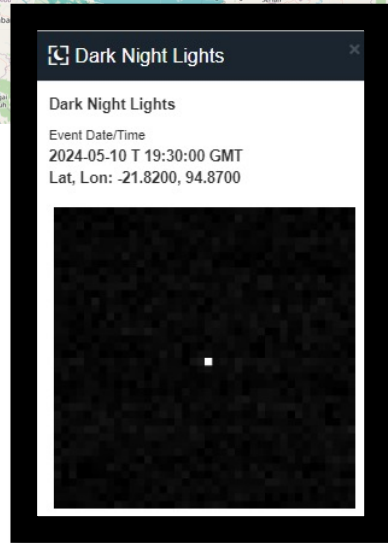 Dark Night Lights
×
Dark Night Lights
Event Date/Time
2024-05-10 T 19:30:00 GMT
Lat, Lon: -21.8200, 94.8700